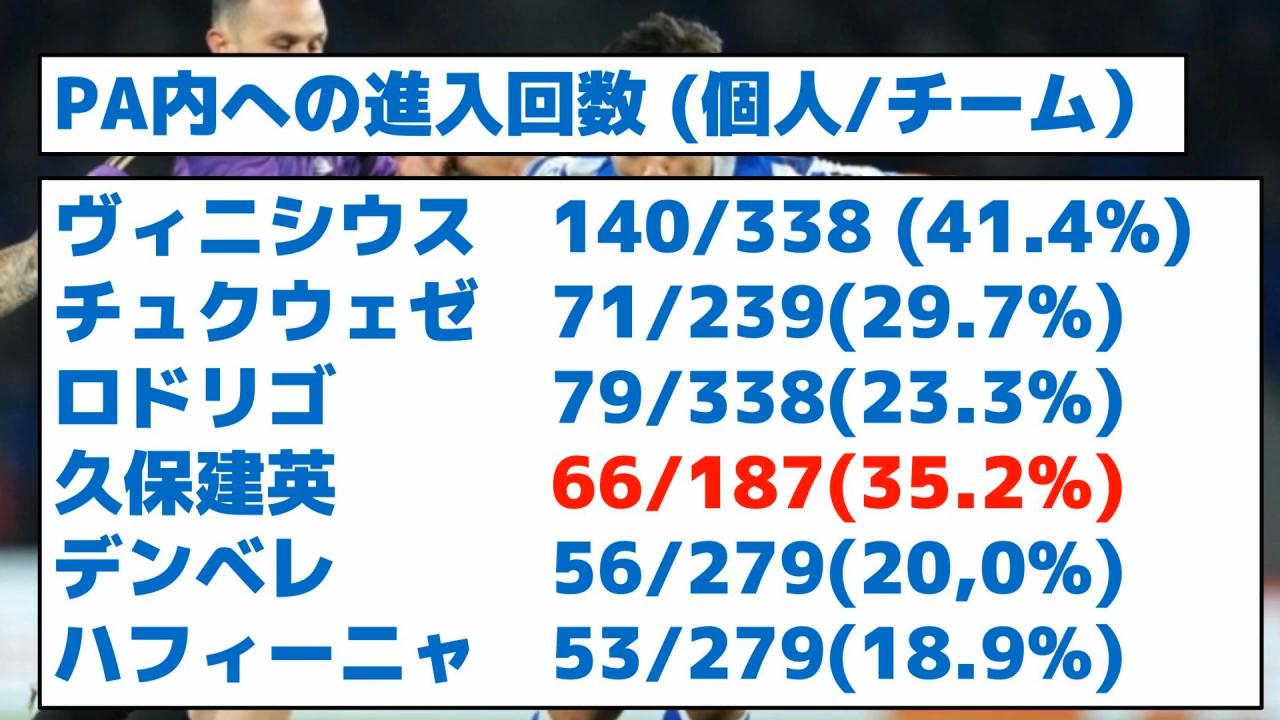 PA内への進入回数 (個人/チーム）
ヴィニシウス 140/338 (41.4%)
チュクウェゼ 71/239(29.7%)
ロドリゴ 79/338(23.3%)
久保建英 66/187(35.2%)
デンベレ 56/279(20,0%)
ハフィーニャ 53/279(18.9%)